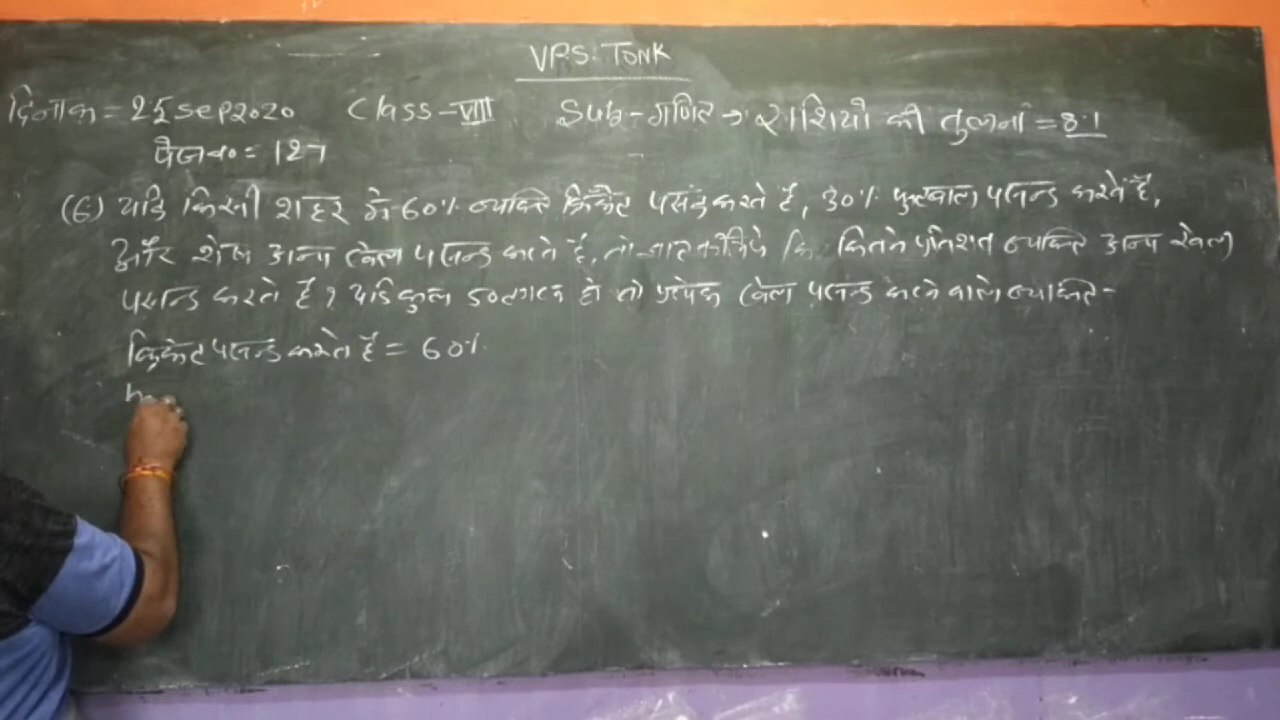 V.P.S. TONK
दिनाक = 25 Sep 2020 Class-VIII Sub-गणित → राशियों की तुलना = 8.1
पैज न० = 127
(6) यदि किसी शहर में 60% व्यक्ति क्रिकेट पसंद करते हैं, 30% फुटबाल पसन्द करते हैं,
और शेष अन्य खेल पसन्द करते हैं, तो ज्ञात कीजिये कि कितने प्रतिशत व्यक्ति अन्य खेल
पसन्द करते हैं? यदि कुल 50 लाख हो तो प्रत्येक खेल पसन्द करने वाले व्यक्ति -
क्रिकेट पसन्द करते हैं = 60%